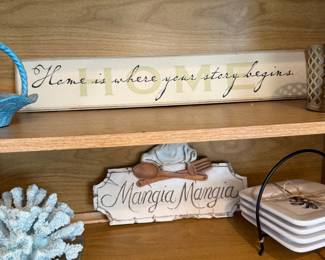 HOME
Home is where your story begins.
Mangia Mangia